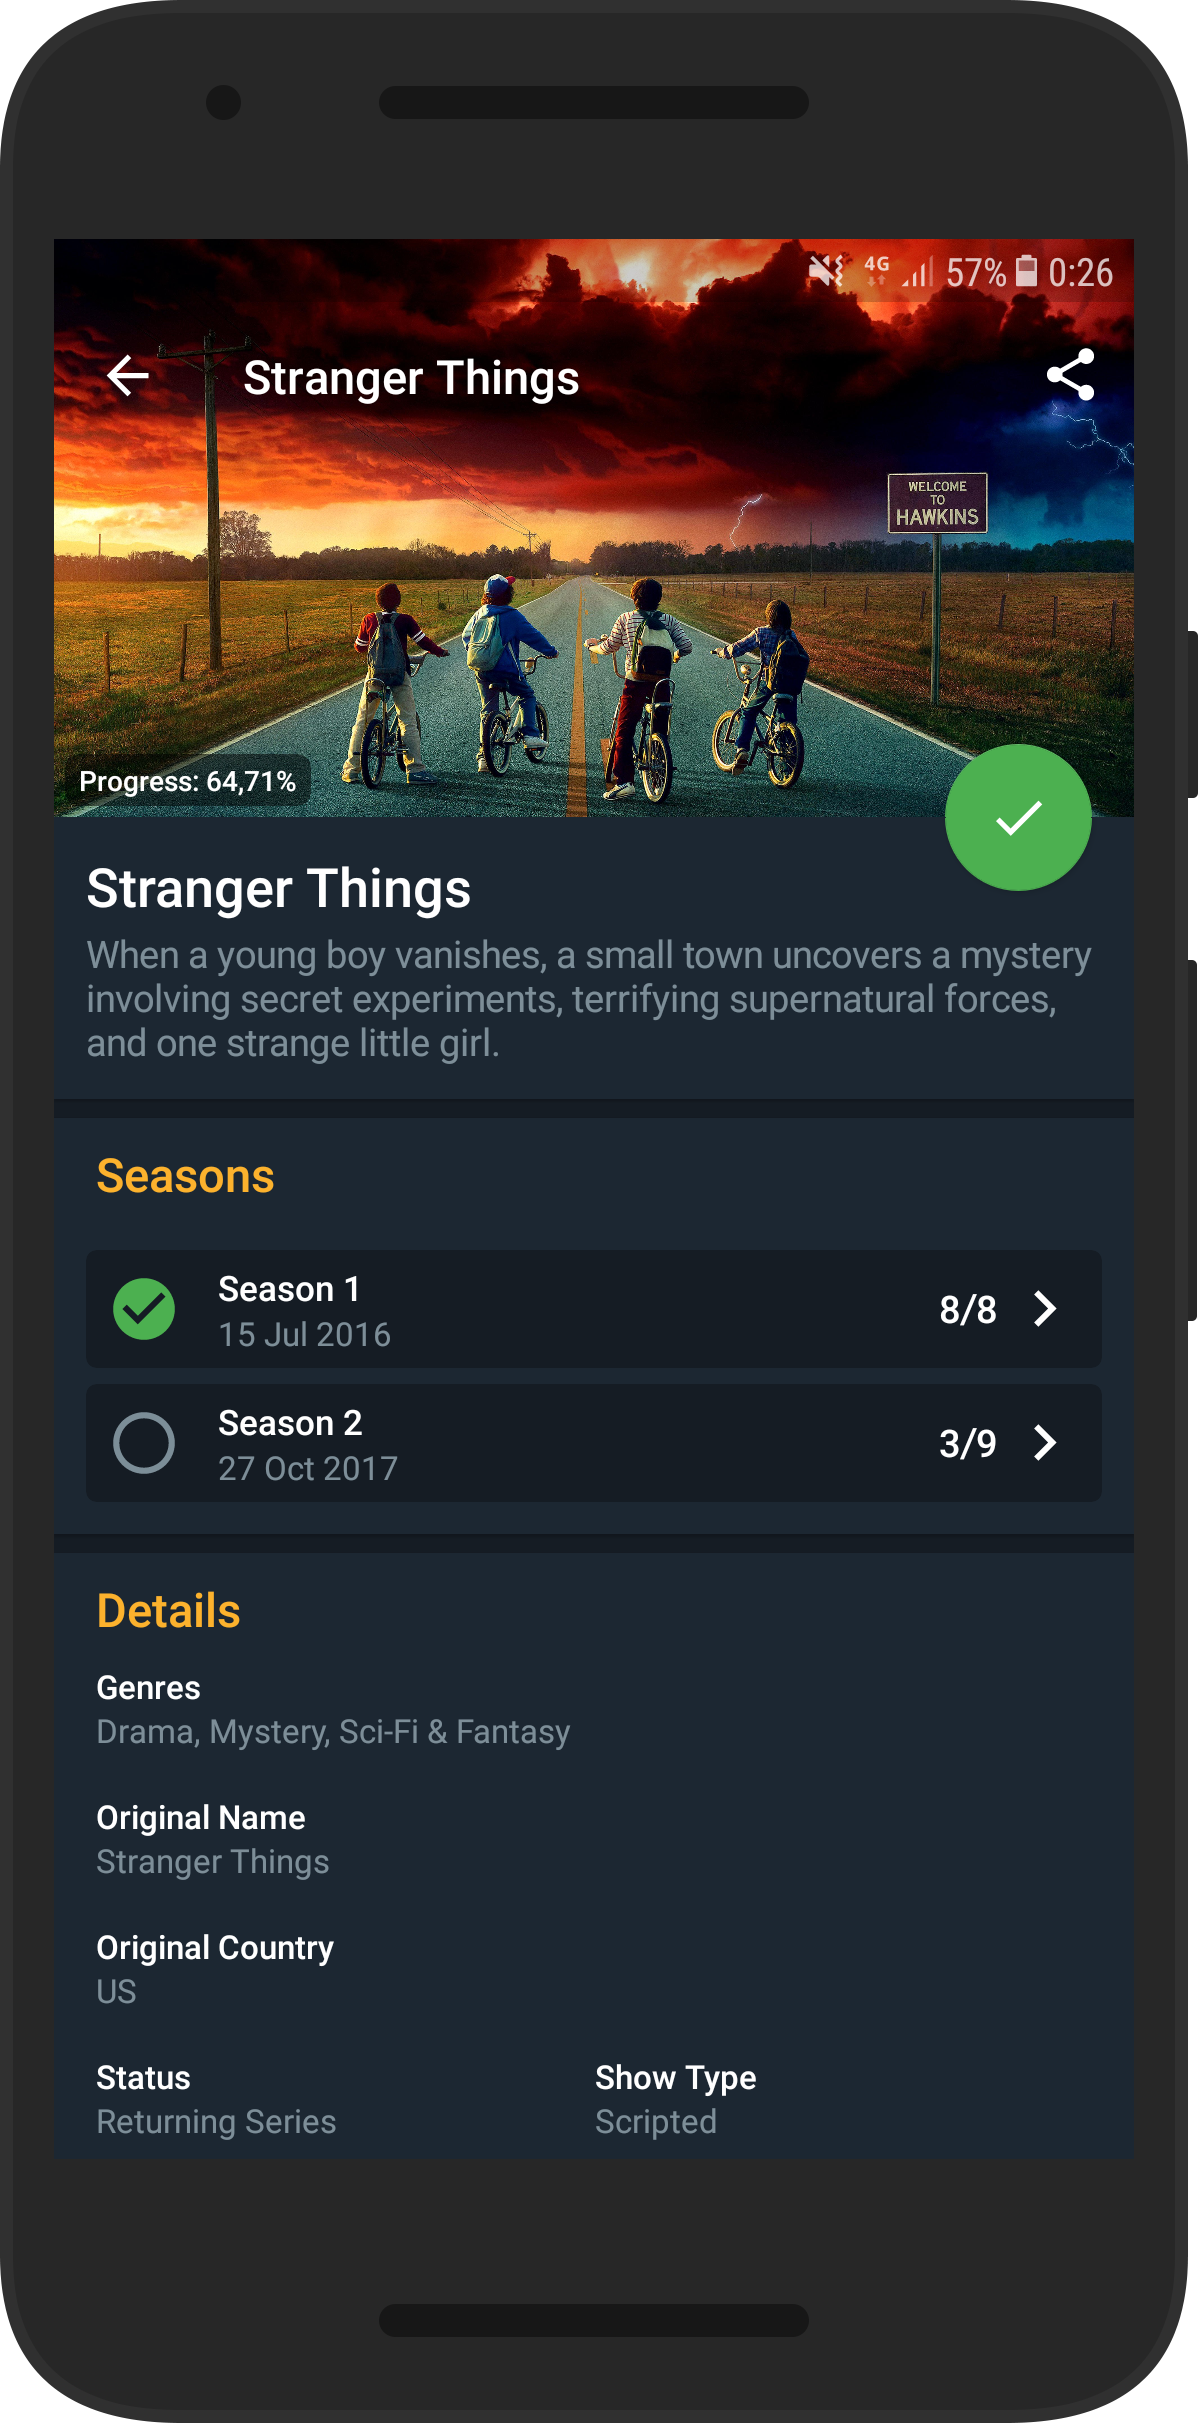 4G 57% 0:26
Stranger Things
WELCOME
TO
HAWKINS
Progress: 64,71%
Stranger Things
When a young boy vanishes, a small town uncovers a mystery
involving secret experiments, terrifying supernatural forces,
and one strange little girl.
Seasons
Season 1
15 Jul 2016
8/8
Season 2
27 Oct 2017
3/9
Details
Genres
Drama, Mystery, Sci-Fi & Fantasy
Original Name
Stranger Things
Original Country
US
Status
Returning Series
Show Type
Scripted